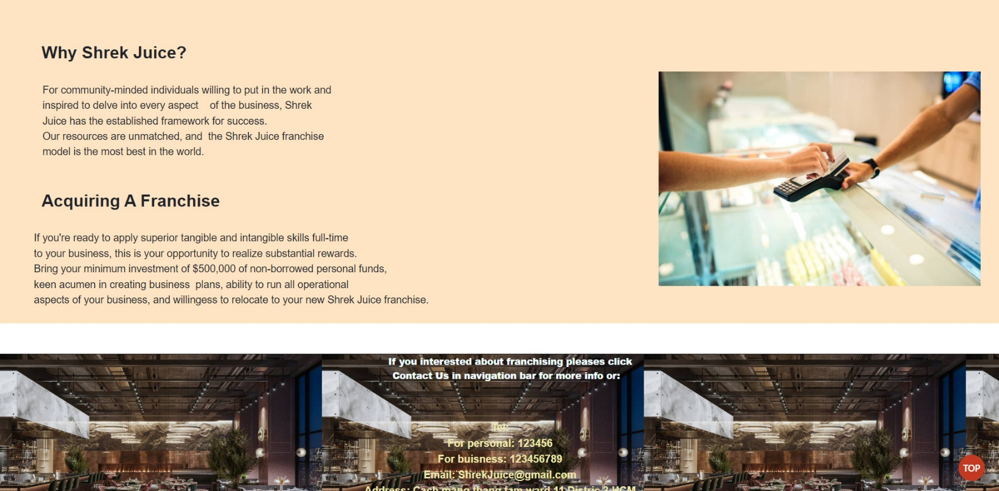 Why Shrek Juice?
For community-minded individuals willing to put in the work and
inspired to delve into every aspect of the business, Shrek
Juice has the established framework for success.
Our resources are unmatched, and the Shrek Juice franchise
model is the most best in the world.
Acquiring A Franchise
If you're ready to apply superior tangible and intangible skills full-time
to your business, this is your opportunity to realize substantial rewards.
Bring your minimum investment of $500,000 of non-borrowed personal funds,
keen acumen in creating business plans, ability to run all operational
aspects of your business, and willingess to relocate to your new Shrek Juice franchise.
If you interested about franchising pleases click
Contact Us in navigation bar for more info or:
Tel:
For personal: 123456
For buisness: 123456789
Email: ShrekJuice@gmail.com
Address: Cach mang thang tam ward 11 Distric 3 HCM
TOP